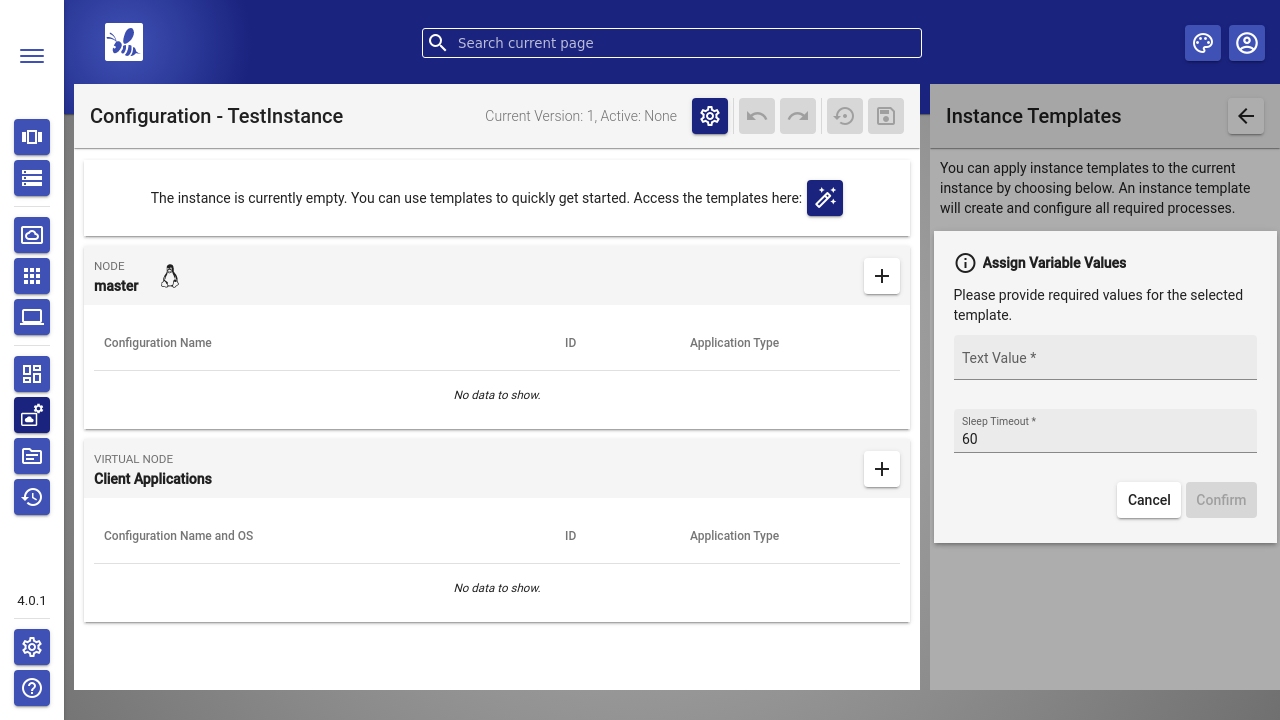 Search current page
Configuration - TestInstance
Current Version: 1, Active: None
The instance is currently empty. You can use templates to quickly get started. Access the templates here:
NODE
master
Configuration Name
ID
Application Type
No data to show.
VIRTUAL NODE
Client Applications
Configuration Name and OS
ID
Application Type
No data to show.
Instance Templates
You can apply instance templates to the current
instance by choosing below. An instance template
will create and configure all required processes.
Assign Variable Values
Please provide required values for the selected
template.
Text Value *
Sleep Timeout *
60
Cancel
Confirm
4.0.1